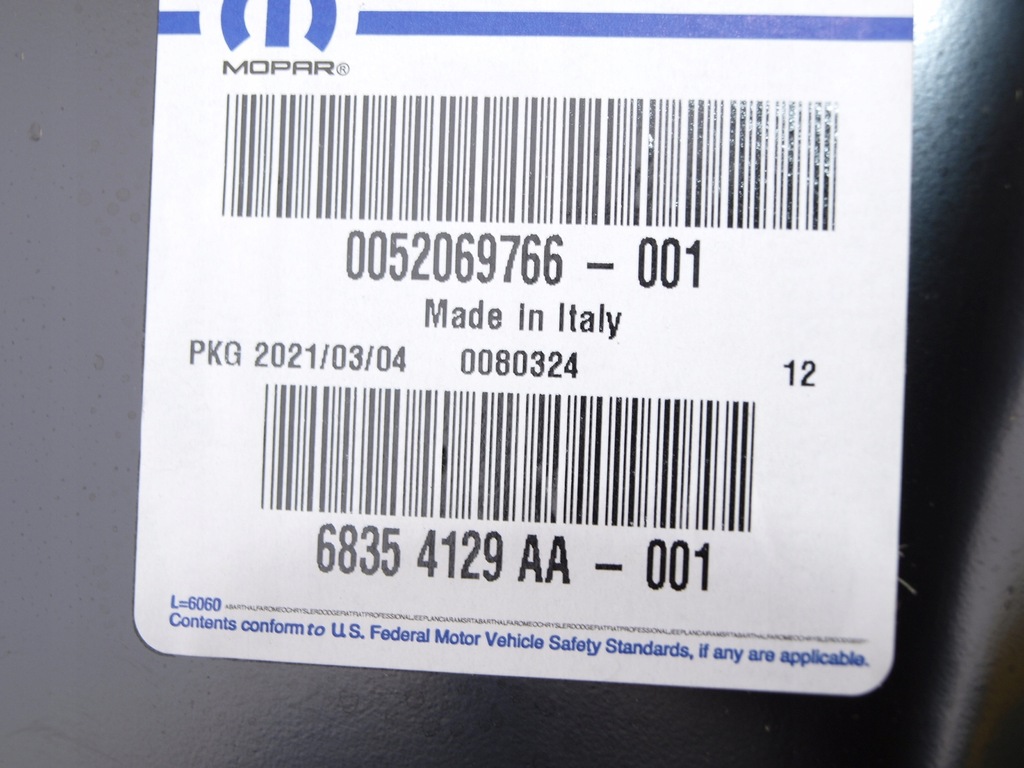 MOPAR®
0052069766 – 001
Made in Italy
PKG 2021/03/04 0080324 12
6835 4129 AA – 001
L=6060
Contents conform to U.S. Federal Motor Vehicle Safety Standards, if any are applicable.